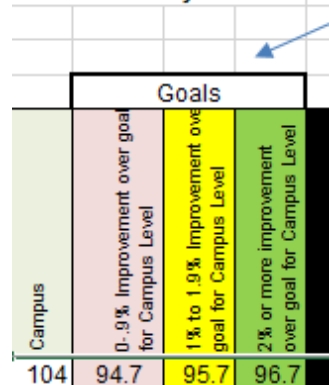 Goals
Campus
0-.9% Improvement over goal
for Campus Level
1% to 1.9% Improvement ove
goal for Campus Level
2% or more improvement
over goal for Campus Level
104 94.7 95.7 96.7